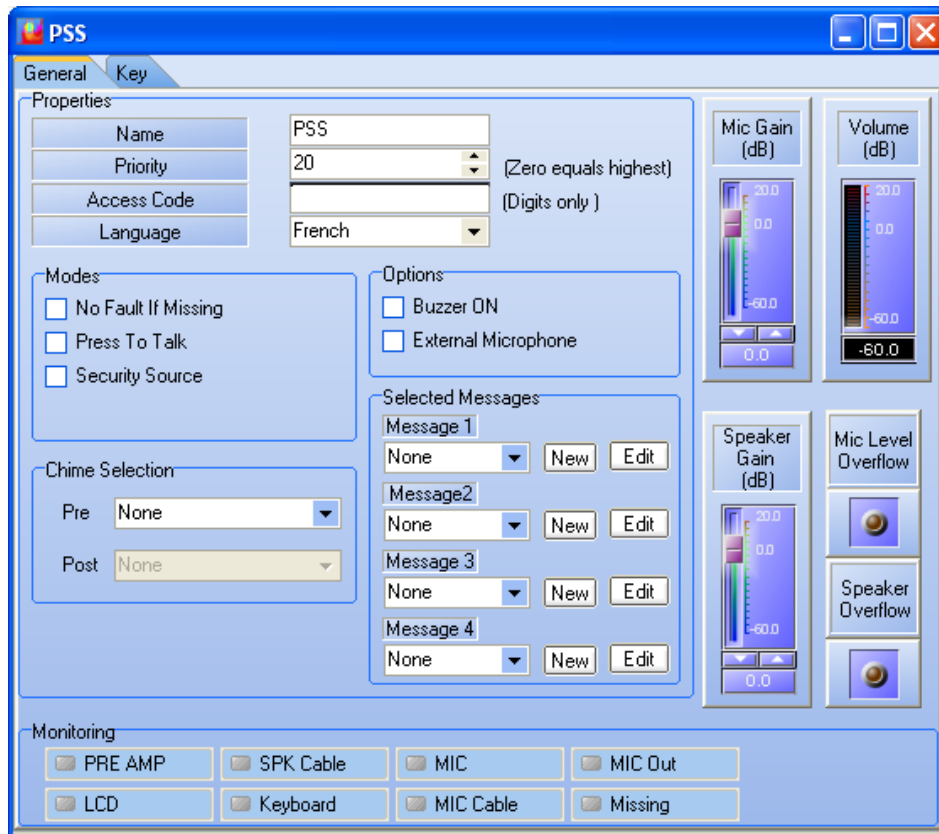 PSS
General Key
Properties
Name PSS
Priority 20 (Zero equals highest)
Access Code (Digits only )
Language French
Modes
No Fault If Missing
Press To Talk
Security Source
Options
Buzzer ON
External Microphone
Chime Selection
Pre None
Post None
Selected Messages
Message 1
None New Edit
Message2
None New Edit
Message 3
None New Edit
Message 4
None New Edit
Mic Gain
(dB)
20.0
0.0
-60.0
0.0
Volume
(dB)
20.0
0.0
-60.0
-60.0
Speaker
Gain
(dB)
20.0
0.0
-60.0
0.0
Mic Level
Overflow
Speaker
Overflow
Monitoring
PRE AMP SPK Cable MIC MIC Out
LCD Keyboard MIC Cable Missing